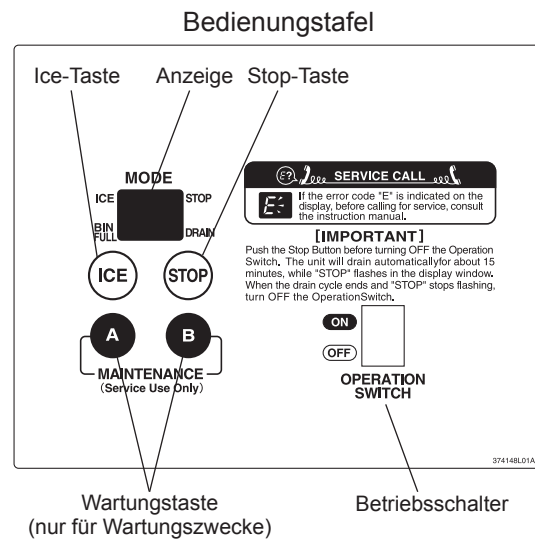 Bedienungstafel
Ice-Taste
Anzeige
Stop-Taste
MODE
ICE
STOP
BIN
FULL
DRAIN
ICE
STOP
A
B
MAINTENANCE
(Service Use Only)
E?
SERVICE CALL
E
If the error code "E" is indicated on the
display, before calling for service, consult
the instruction manual.
[IMPORTANT]
Push the Stop Button before turning OFF the Operation
Switch. The unit will drain automaticallyfor about 15
minutes, while "STOP" flashes in the display window.
When the drain cycle ends and "STOP" stops flashing,
turn OFF the OperationSwitch.
ON
OFF
OPERATION
SWITCH
374148L01A
Wartungstaste
(nur für Wartungszwecke)
Betriebsschalter